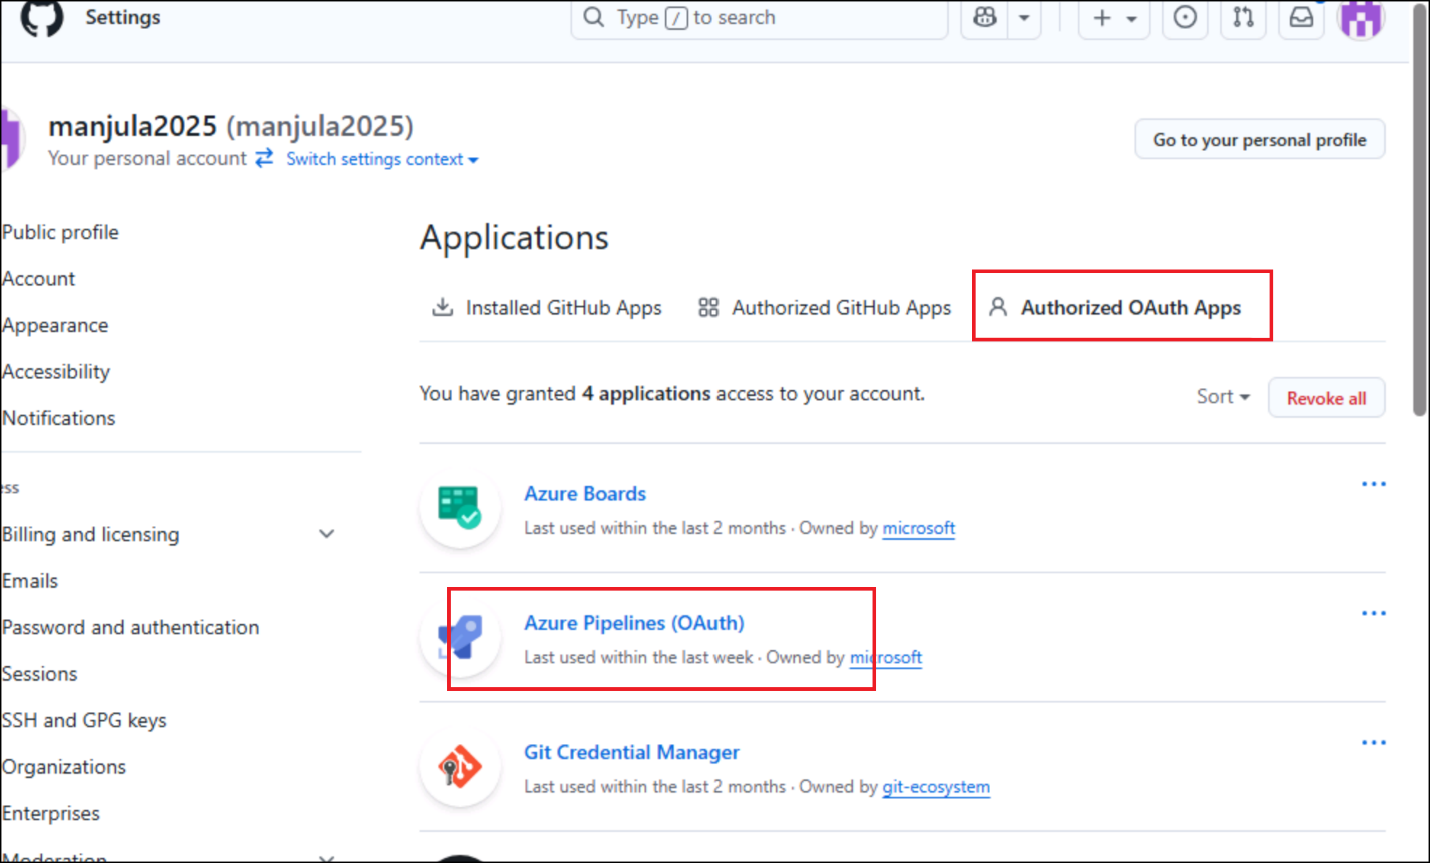 Settings
Type / to search
manjula2025 (manjula2025)
Your personal account Switch settings context
Go to your personal profile
Public profile
Account
Appearance
Accessibility
Notifications
ess
Billing and licensing
Emails
Password and authentication
Sessions
SSH and GPG keys
Organizations
Enterprises
Moderation
Applications
Installed GitHub Apps
Authorized GitHub Apps
Authorized OAuth Apps
You have granted 4 applications access to your account.
Sort
Revoke all
Azure Boards
Last used within the last 2 months · Owned by microsoft
Azure Pipelines (OAuth)
Last used within the last week · Owned by microsoft
Git Credential Manager
Last used within the last 2 months · Owned by git-ecosystem